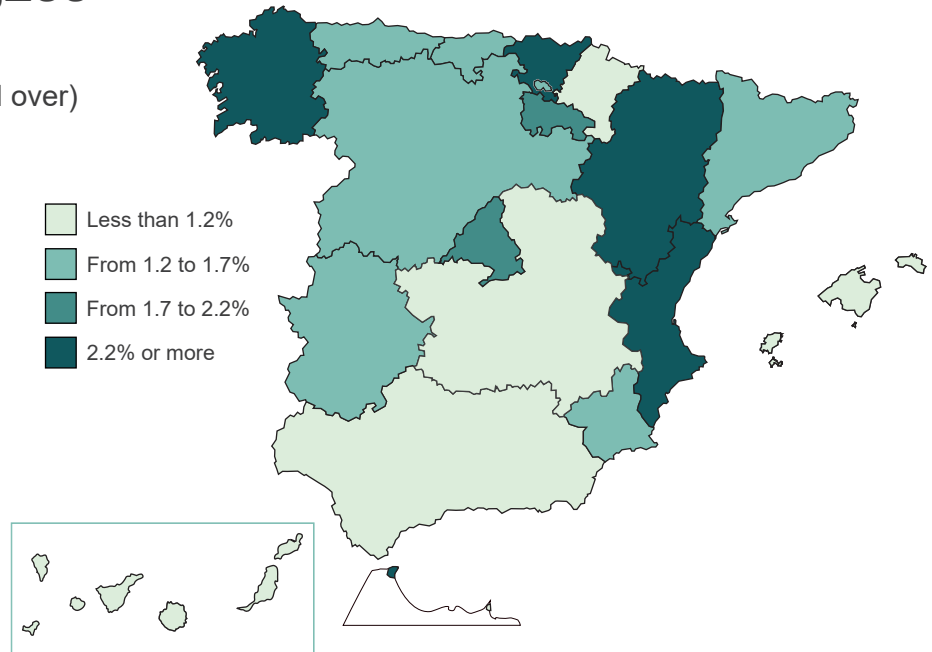 over)
Less than 1.2%
From 1.2 to 1.7%
From 1.7 to 2.2%
2.2% or more